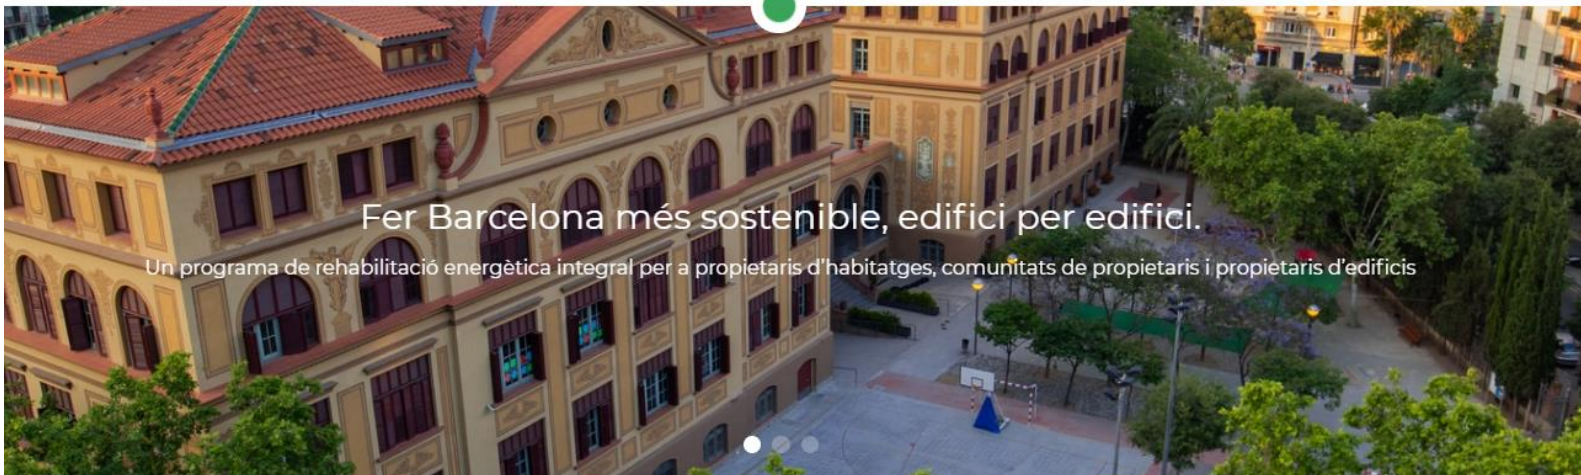 Fer Barcelona més sostenible, edifici per edifici.
Un programa de rehabilitació energètica integral per a propietaris d'habitatges, comunitats de propietaris i propietaris d'edificis